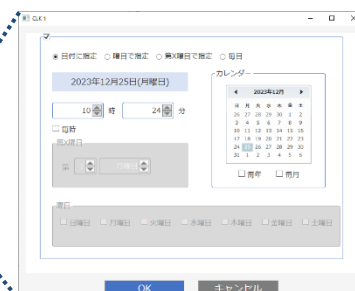 CLK 1
日付に指定 曜日で指定 第X曜日で指定 毎日
2023年12月25日(月曜日)
10 時 24 分
毎時
カレンダー
2023年12月
日 月 火 水 木 金 土
26 27 28 29 30 1 2
3 4 5 6 7 8 9
10 11 12 13 14 15 16
17 18 19 20 21 22 23
24 25 26 27 28 29 30
31 1 2 3 4 5 6
毎年 毎月
第X曜日
第 月曜日
曜日
日曜日 月曜日 火曜日 水曜日 木曜日 金曜日 土曜日
OK キャンセル